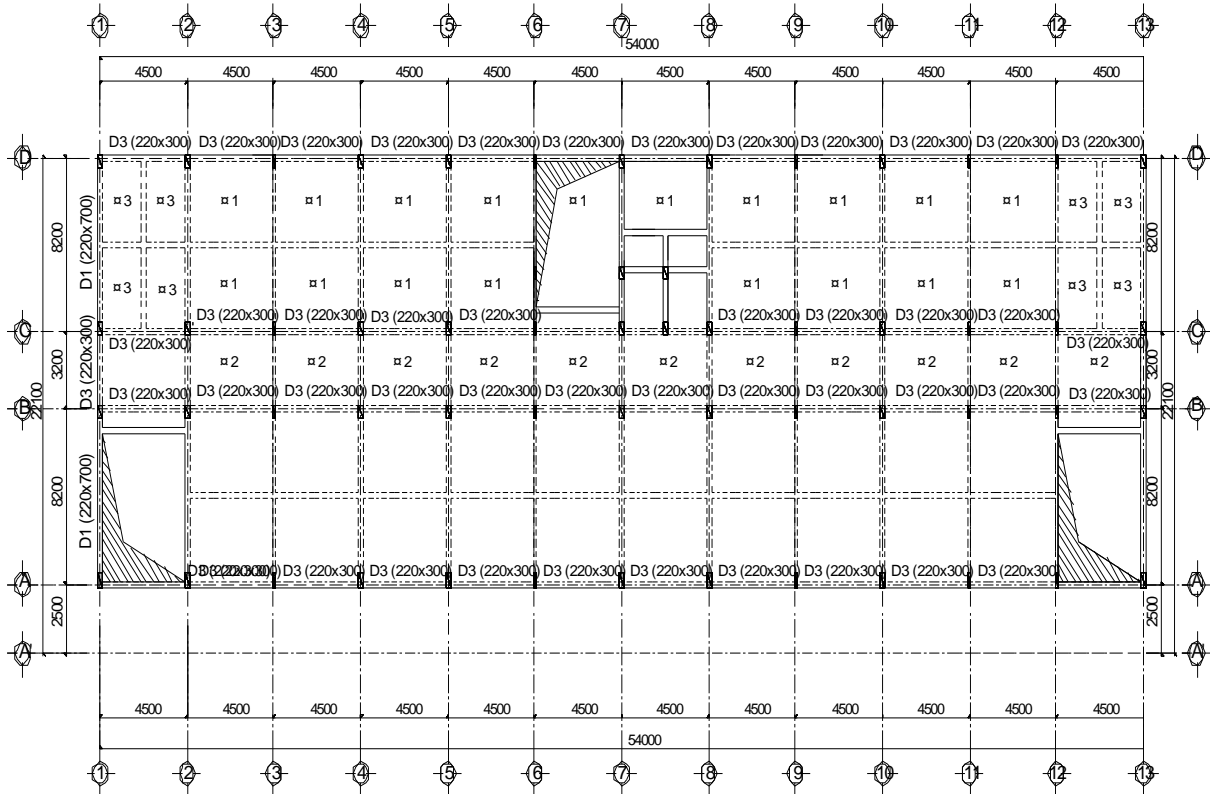 1 2 3 4 5 6 7 8 9 10 11 12 13
54000
4500 4500 4500 4500 4500 4500 4500 4500 4500 4500 4500 4500
D3 (220x300) D3 (220x300) D3 (220x300) D3 (220x300) D3 (220x300) D3 (220x300) D3 (220x300) D3 (220x300) D3 (220x300) D3 (220x300) D3 (220x300) D3 (220x300)
D D
¤3 ¤3 ¤1 ¤1 ¤1 ¤1 ¤1 ¤1 ¤1 ¤1 ¤1 ¤1 ¤3 ¤3
8200 D1 (220x700) 8200
¤3 ¤3 ¤1 ¤1 ¤1 ¤1 ¤1 ¤1 ¤1 ¤1 ¤3 ¤3
D3 (220x300) D3 (220x300) D3 (220x300) D3 (220x300) D3 (220x300) D3 (220x300) D3 (220x300) D3 (220x300)
C C
D3 (220x300) D3 (220x300)
3200 D3 (220x300) ¤2 ¤2 ¤2 ¤2 ¤2 ¤2 ¤2 ¤2 ¤2 ¤2 ¤2 3200
D3 (220x300) D3 (220x300) D3 (220x300) D3 (220x300) D3 (220x300) D3 (220x300) D3 (220x300) D3 (220x300) D3 (220x300) D3 (220x300) D3 (220x300) D3 (220x300)
22100 22100
B B
8200 D1 (220x700) 8200
D3 (220x300) D3 (220x300) D3 (220x300) D3 (220x300) D3 (220x300) D3 (220x300) D3 (220x300) D3 (220x300) D3 (220x300) D3 (220x300)
A A
2500 2500
A' A'
4500 4500 4500 4500 4500 4500 4500 4500 4500 4500 4500 4500
54000
1 2 3 4 5 6 7 8 9 10 11 12 13